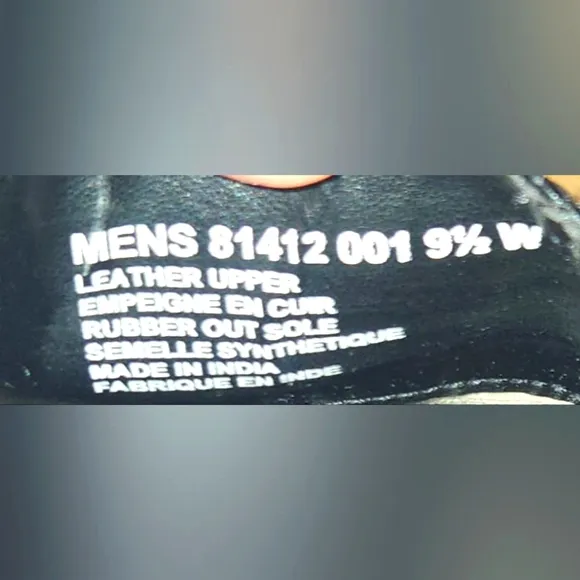 MENS 81412 001 9½ W
LEATHER UPPER
EMPEIGNE EN CUIR
RUBBER OUT SOLE
SEMELLE SYNTHETIQUE
MADE IN INDIA
FABRIQUE EN INDE